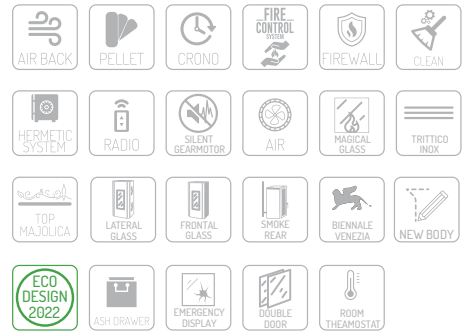 AIR BACK
PELLET
CRONO
FIRE
CONTROL
SYSTEM
FIREWALL
CLEAN
HERMETIC
SYSTEM
RADIO
SILENT
GEARMOTOR
AIR
MAGICAL
GLASS
TRITTICO
INOX
TOP
MAJOLICA
LATERAL
GLASS
FRONTAL
GLASS
SMOKE
REAR
BIENNALE
VENEZIA
NEW BODY
ECO
DESIGN
2022
ASH DRAWER
EMERGENCY
DISPLAY
DOUBLE
DOOR
ROOM
THEAMOSTAT